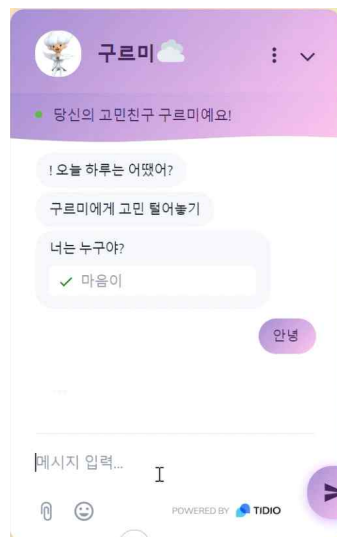 구르미
당신의 고민친구 구르미예요!
! 오늘 하루는 어땠어?
구르미에게 고민 털어놓기
너는 누구야?
마음이
안녕
메시지 입력...
POWERED BY TIDIO